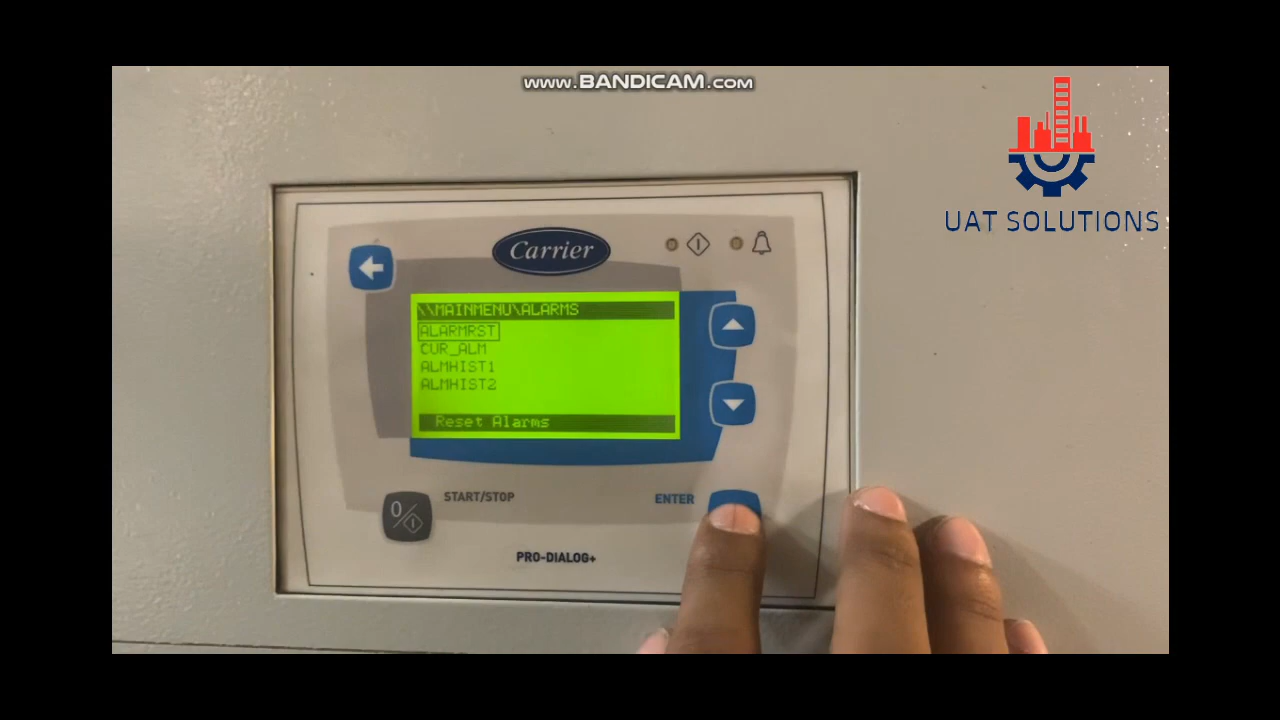 www.BANDICAM.com
UAT SOLUTIONS
Carrier
\\MAINMENU\ALARMS
ALARMRST
CUR_ALM
ALMHIST1
ALMHIST2
Reset Alarms
START/STOP
ENTER
PRO-DIALOG+